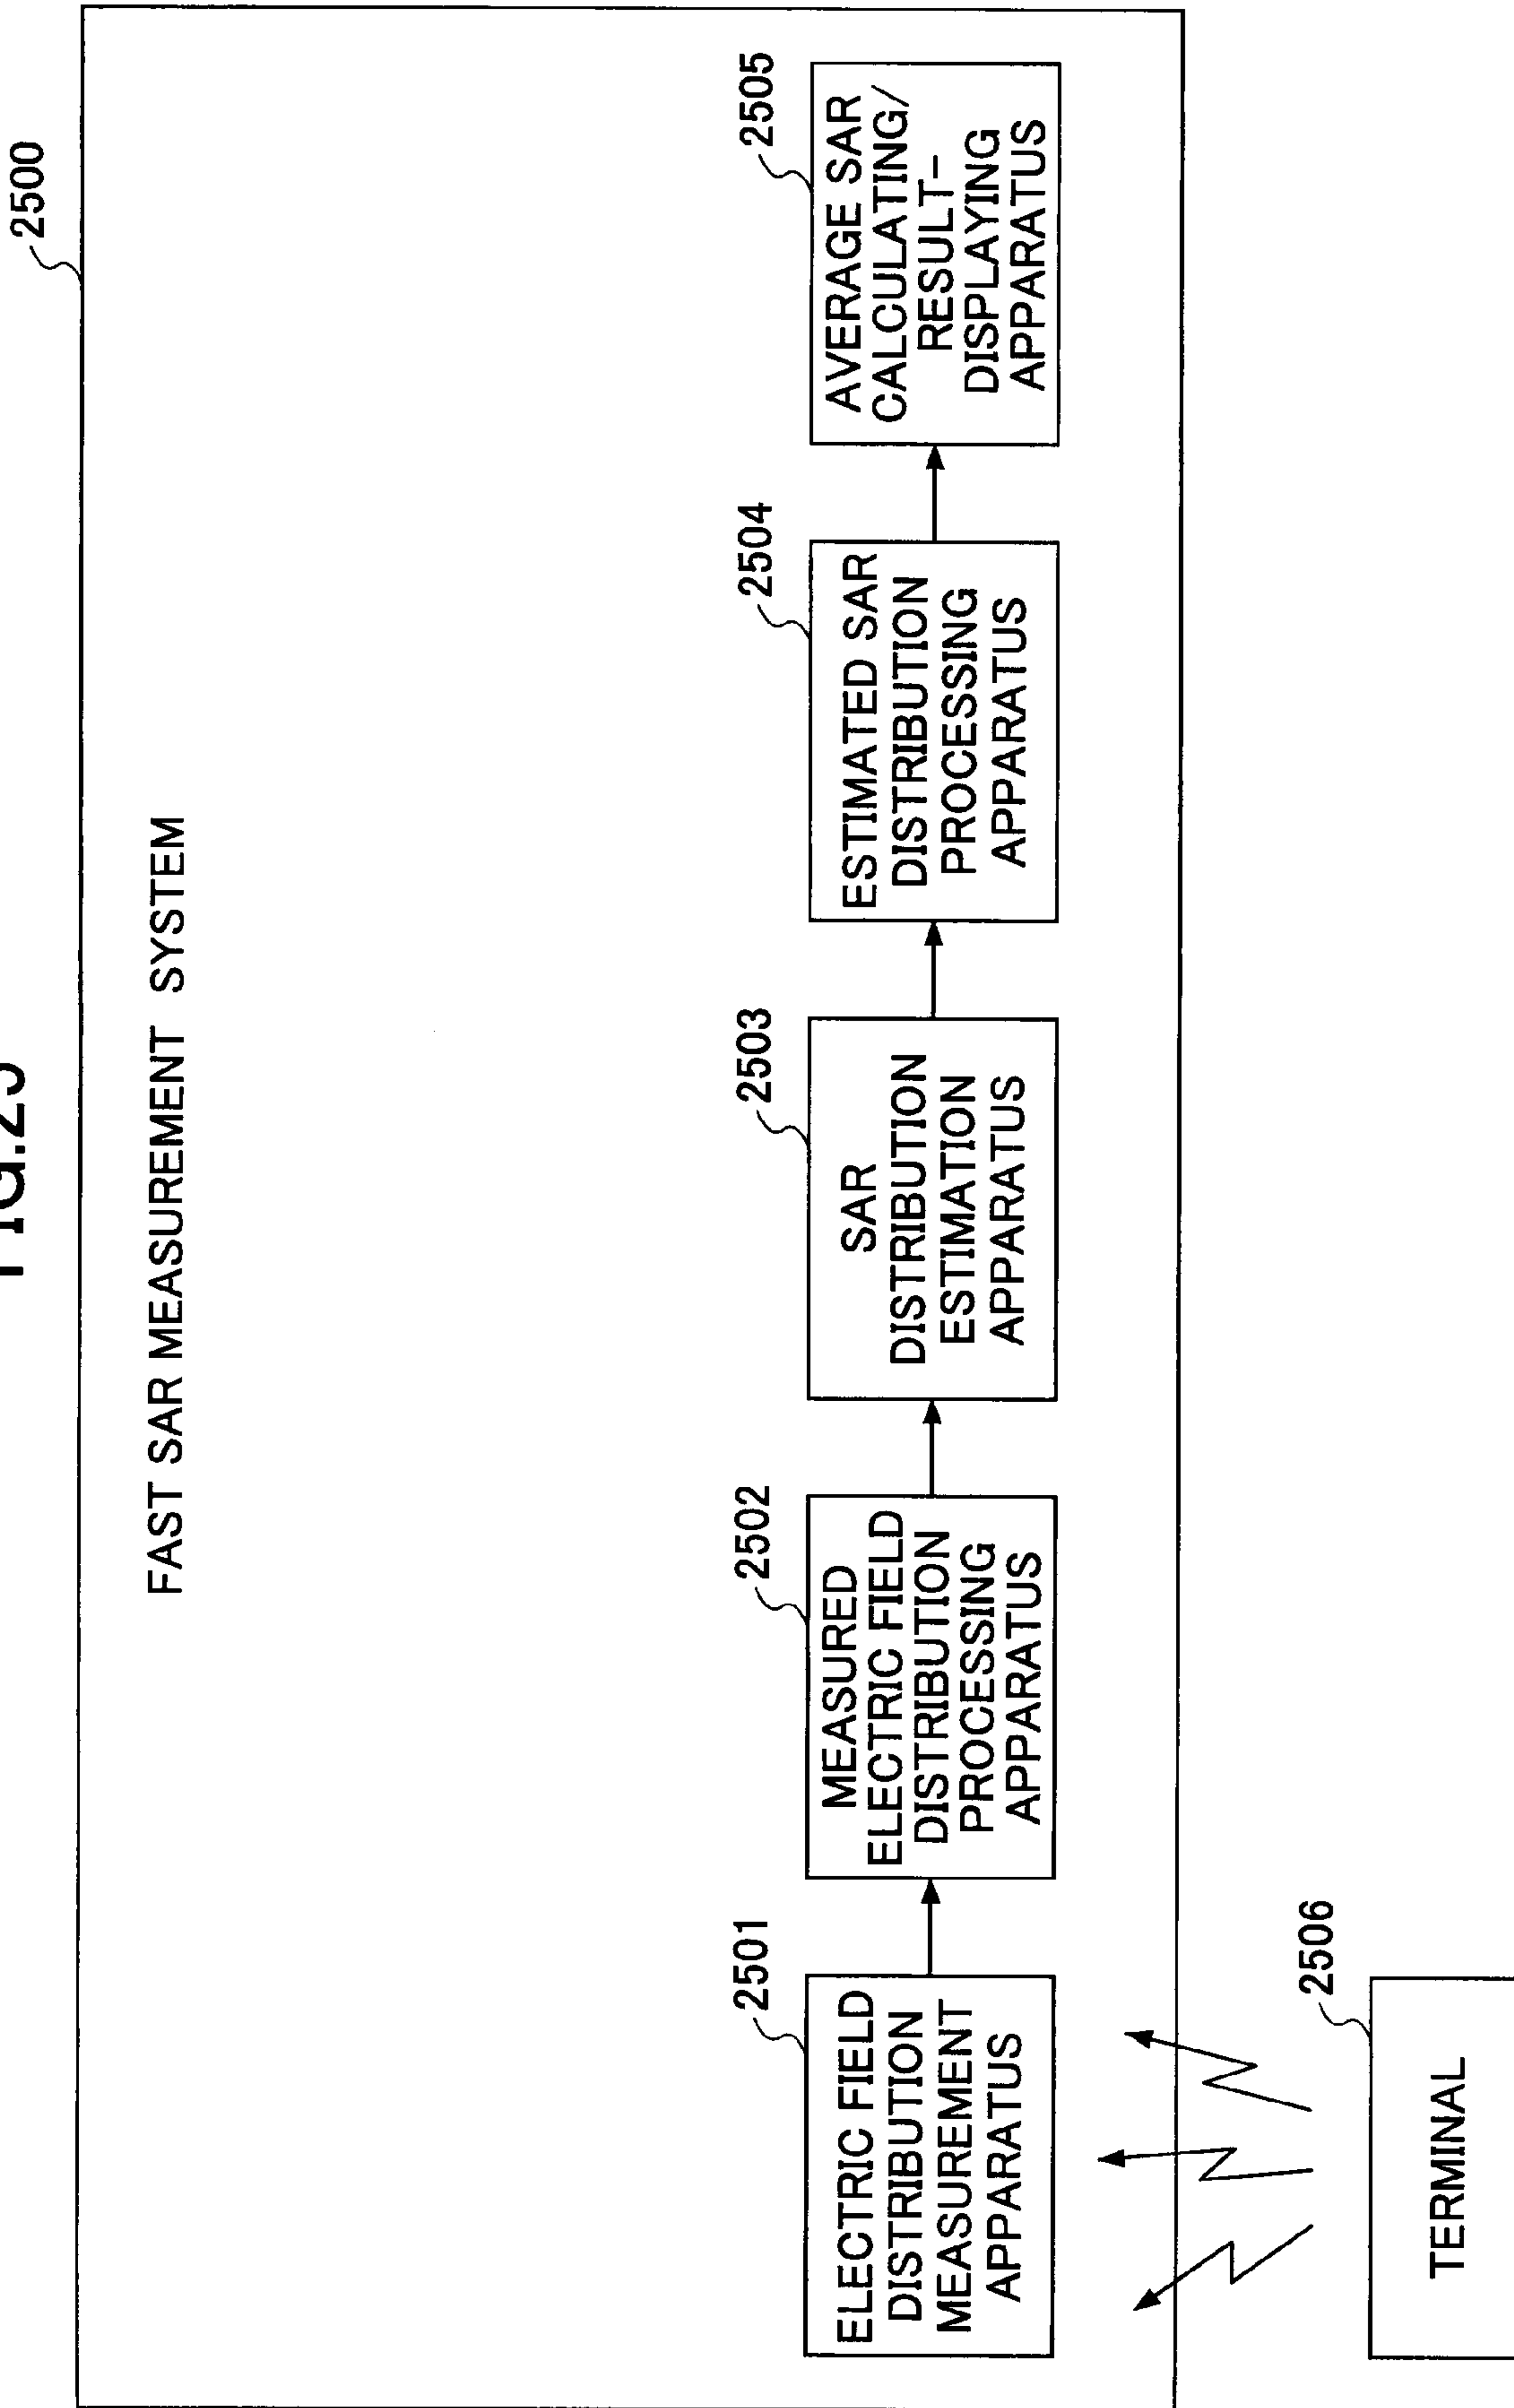 FIG.25
2500
FAST SAR MEASUREMENT SYSTEM
2501
ELECTRIC FIELD
DISTRIBUTION
MEASUREMENT
APPARATUS
2502
MEASURED
ELECTRIC FIELD
DISTRIBUTION
PROCESSING
APPARATUS
2503
SAR
DISTRIBUTION
ESTIMATION
APPARATUS
2504
ESTIMATED SAR
DISTRIBUTION
PROCESSING
APPARATUS
2505
AVERAGE SAR
CALCULATING/
RESULT-
DISPLAYING
APPARATUS
2506
TERMINAL